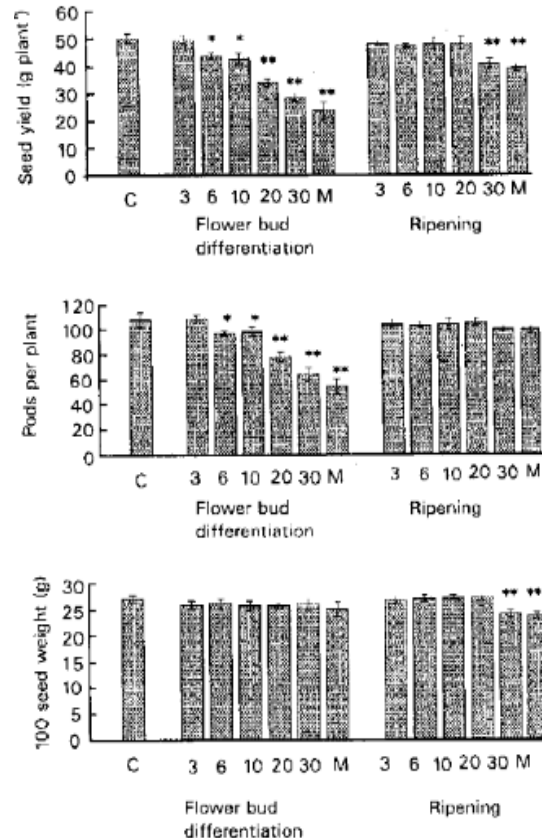 Seed yield (g plant⁻¹)
60
50
40
30
20
10
0
* * ** ** ** ** **
C 3 6 10 20 30 M 3 6 10 20 30 M
Flower bud differentiation
Ripening
Pods per plant
120
100
80
60
40
20
0
* * ** ** **
C 3 6 10 20 30 M 3 6 10 20 30 M
Flower bud differentiation
Ripening
100 seed weight (g)
30
25
20
15
10
5
0
** **
C 3 6 10 20 30 M 3 6 10 20 30 M
Flower bud differentiation
Ripening